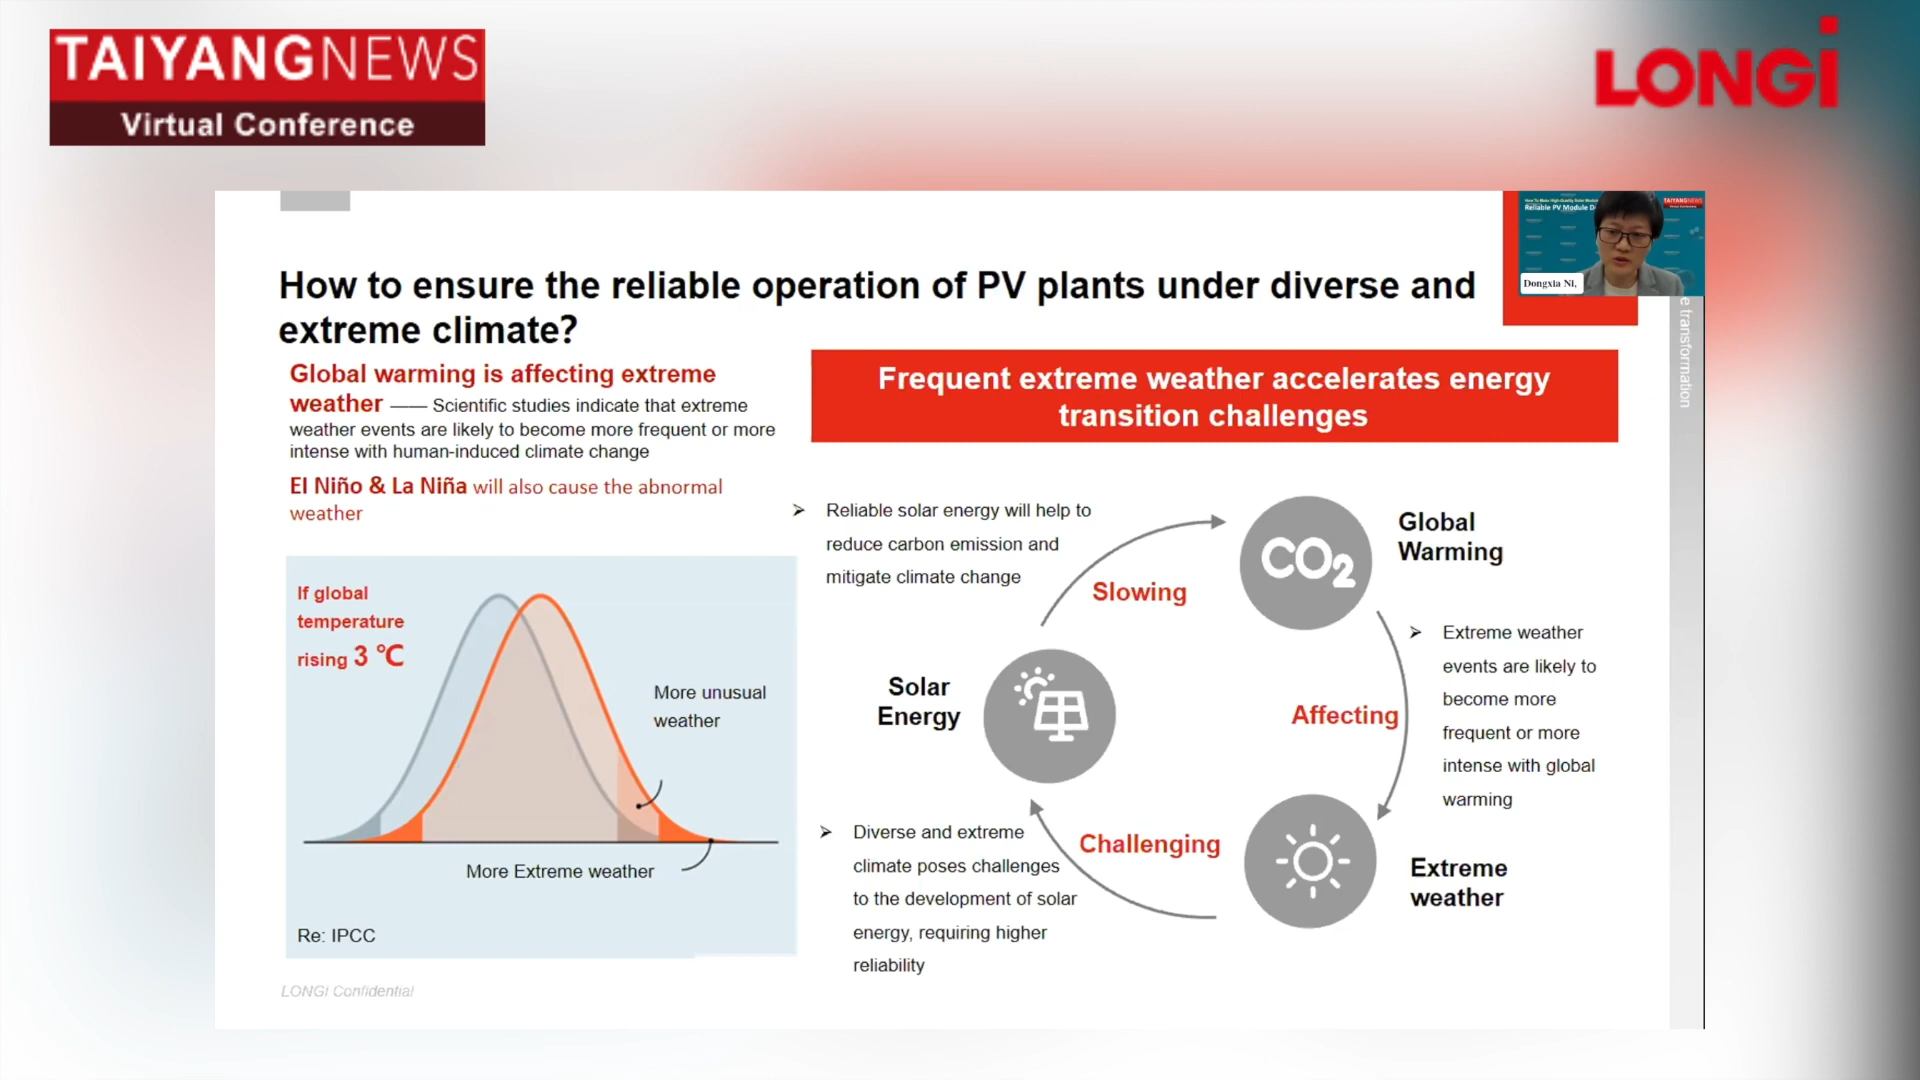 TAIYANGNEWS
Virtual Conference
LONGi
Reliable PV Module D
TAIYANGNEWS
Dongxia Ni,
e transformation
How to ensure the reliable operation of PV plants under diverse and
extreme climate?
Global warming is affecting extreme
weather —— Scientific studies indicate that extreme
weather events are likely to become more frequent or more
intense with human-induced climate change
El Niño & La Niña will also cause the abnormal
weather
If global
temperature
rising 3 ℃
More unusual
weather
More Extreme weather
Re: IPCC
LONGi Confidential
Frequent extreme weather accelerates energy
transition challenges
Reliable solar energy will help to
reduce carbon emission and
mitigate climate change
Slowing
CO2
Global
Warming
Extreme weather
events are likely to
become more
frequent or more
intense with global
warming
Affecting
Solar
Energy
Diverse and extreme
climate poses challenges
to the development of solar
energy, requiring higher
reliability
Challenging
Extreme
weather